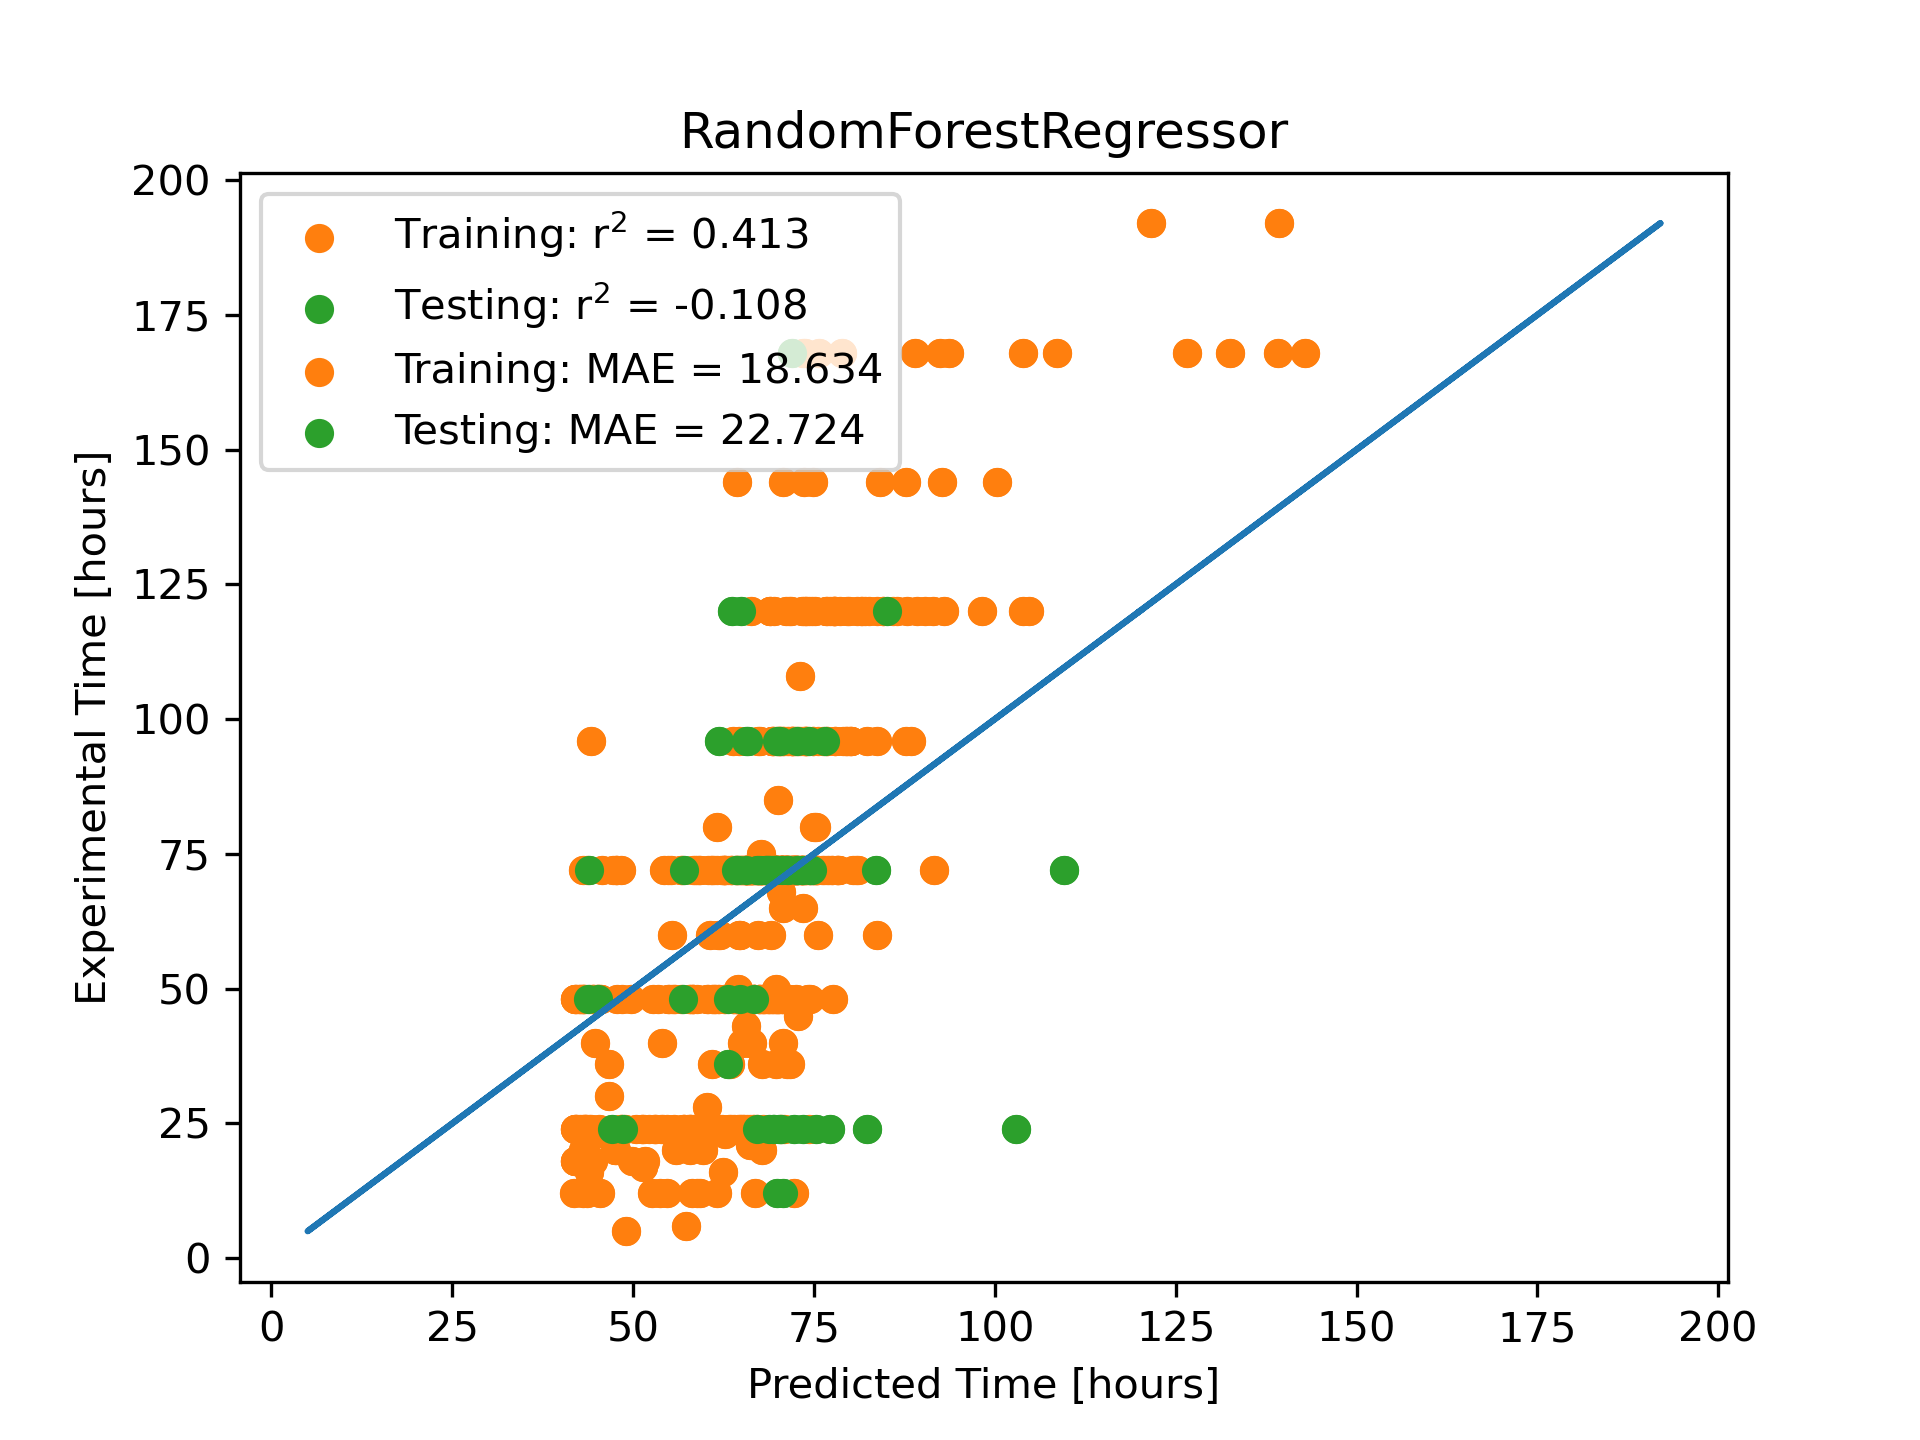 RandomForestRegressor
Training: r² = 0.413
Testing: r² = -0.108
Training: MAE = 18.634
Testing: MAE = 22.724
Experimental Time [hours]
200
175
150
125
100
75
50
25
0
0 25 50 75 100 125 150 175 200
Predicted Time [hours]